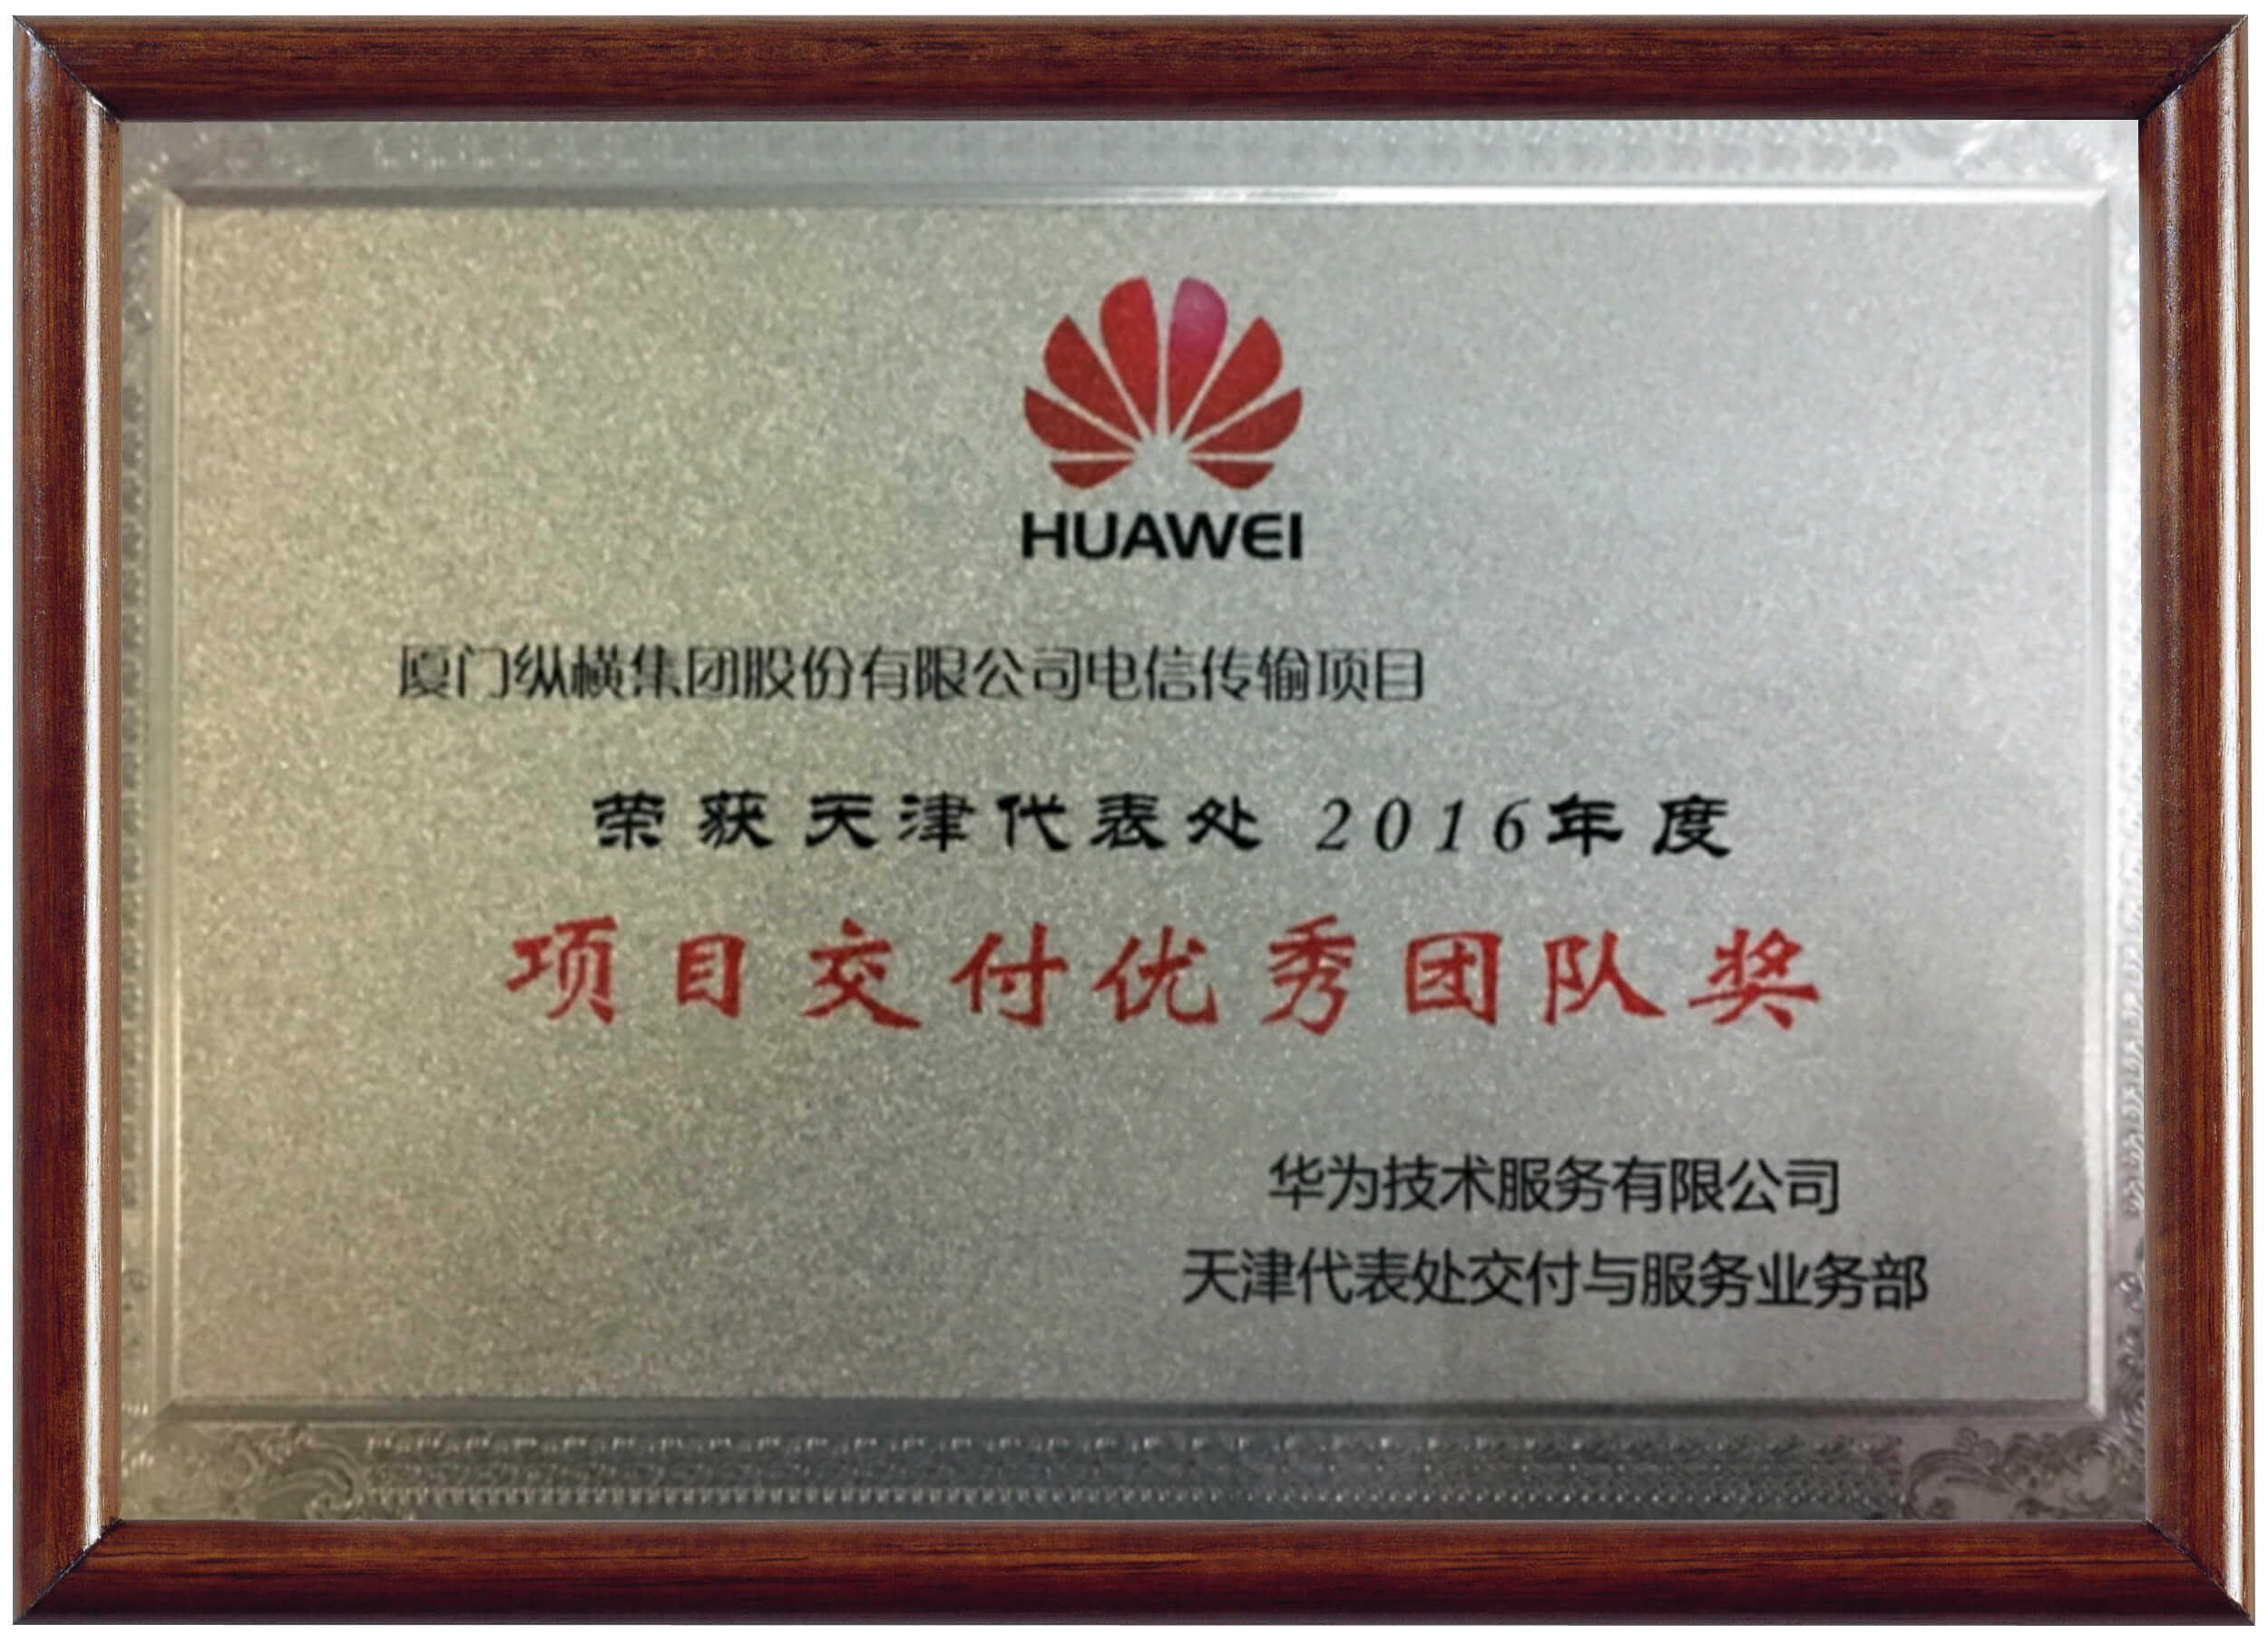 HUAWEI
厦门纵横集团股份有限公司电信传输项目
荣获天津代表处 2016年度
项目交付优秀团队奖
华为技术服务有限公司
天津代表处交付与服务业务部